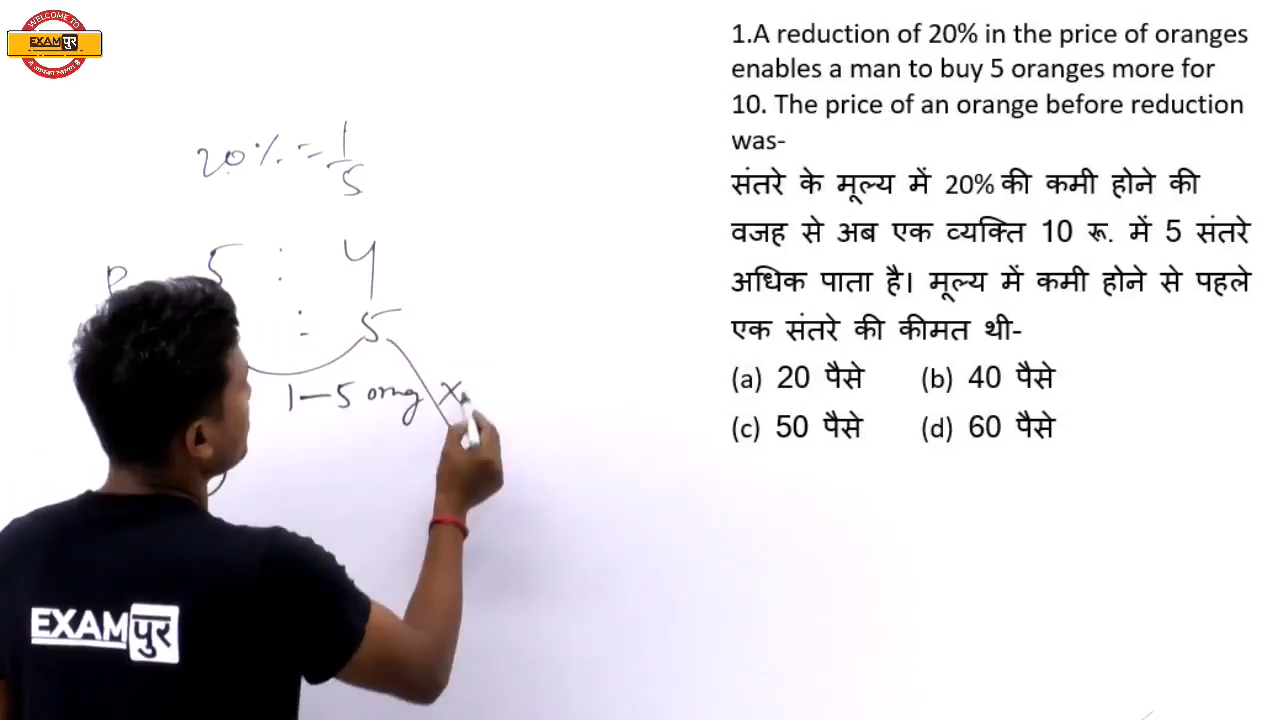 WELCOME TO
EXAMपुर
1.A reduction of 20% in the price of oranges
enables a man to buy 5 oranges more for
10. The price of an orange before reduction
was-
संतरे के मूल्य में 20% की कमी होने की
वजह से अब एक व्यक्ति 10 रू. में 5 संतरे
अधिक पाता है। मूल्य में कमी होने से पहले
एक संतरे की कीमत थी-
(a) 20 पैसे (b) 40 पैसे
(c) 50 पैसे (d) 60 पैसे
20% = 1/5
P 5 : 4
: 5
1 — 5 orng X
EXAMपुर